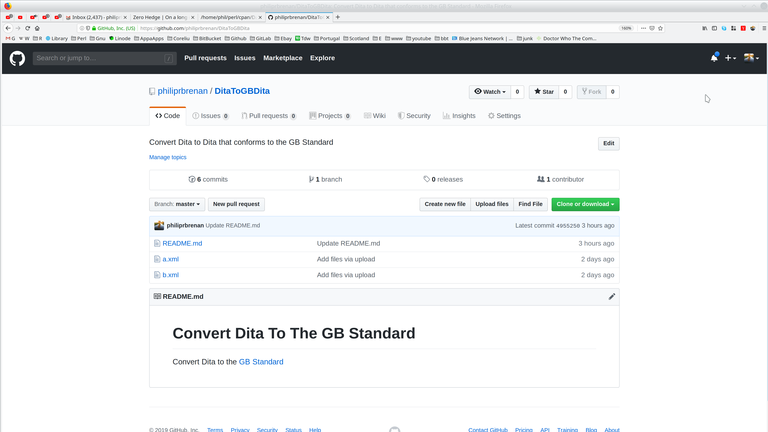 Inbox (2,437) - philip
Zero Hedge | On a long
/home/phil/perl/cpan/D
philiprbrenan/DitaToG
GitHub, Inc. (US)
https://github.com/philiprbrenan/DitaToGBDita
160%
G W R Library Perl Gnu Linode AppaApps Coreliu BitBucket Github GitLab Ebay Tdw Portugal Scotland E www youtube bbt Blue Jeans Network | ... junk Doctor Who The Com...
Search or jump to... /
Pull requests Issues Marketplace Explore
philiprbrenan / DitaToGBDita
Watch 0 Star 0 Fork 0
Code Issues 0 Pull requests 0 Projects 0 Wiki Security Insights Settings
Convert Dita to Dita that conforms to the GB Standard
Edit
Manage topics
6 commits 1 branch 0 releases 1 contributor
Branch: master New pull request Create new file Upload files Find File Clone or download
philiprbrenan Update README.md Latest commit 4955250 3 hours ago
README.md Update README.md 3 hours ago
a.xml Add files via upload 2 days ago
b.xml Add files via upload 2 days ago
README.md
Convert Dita To The GB Standard
Convert Dita to the GB Standard
© 2019 GitHub, Inc. Terms Privacy Security Status Help Contact GitHub Pricing API Training Blog About